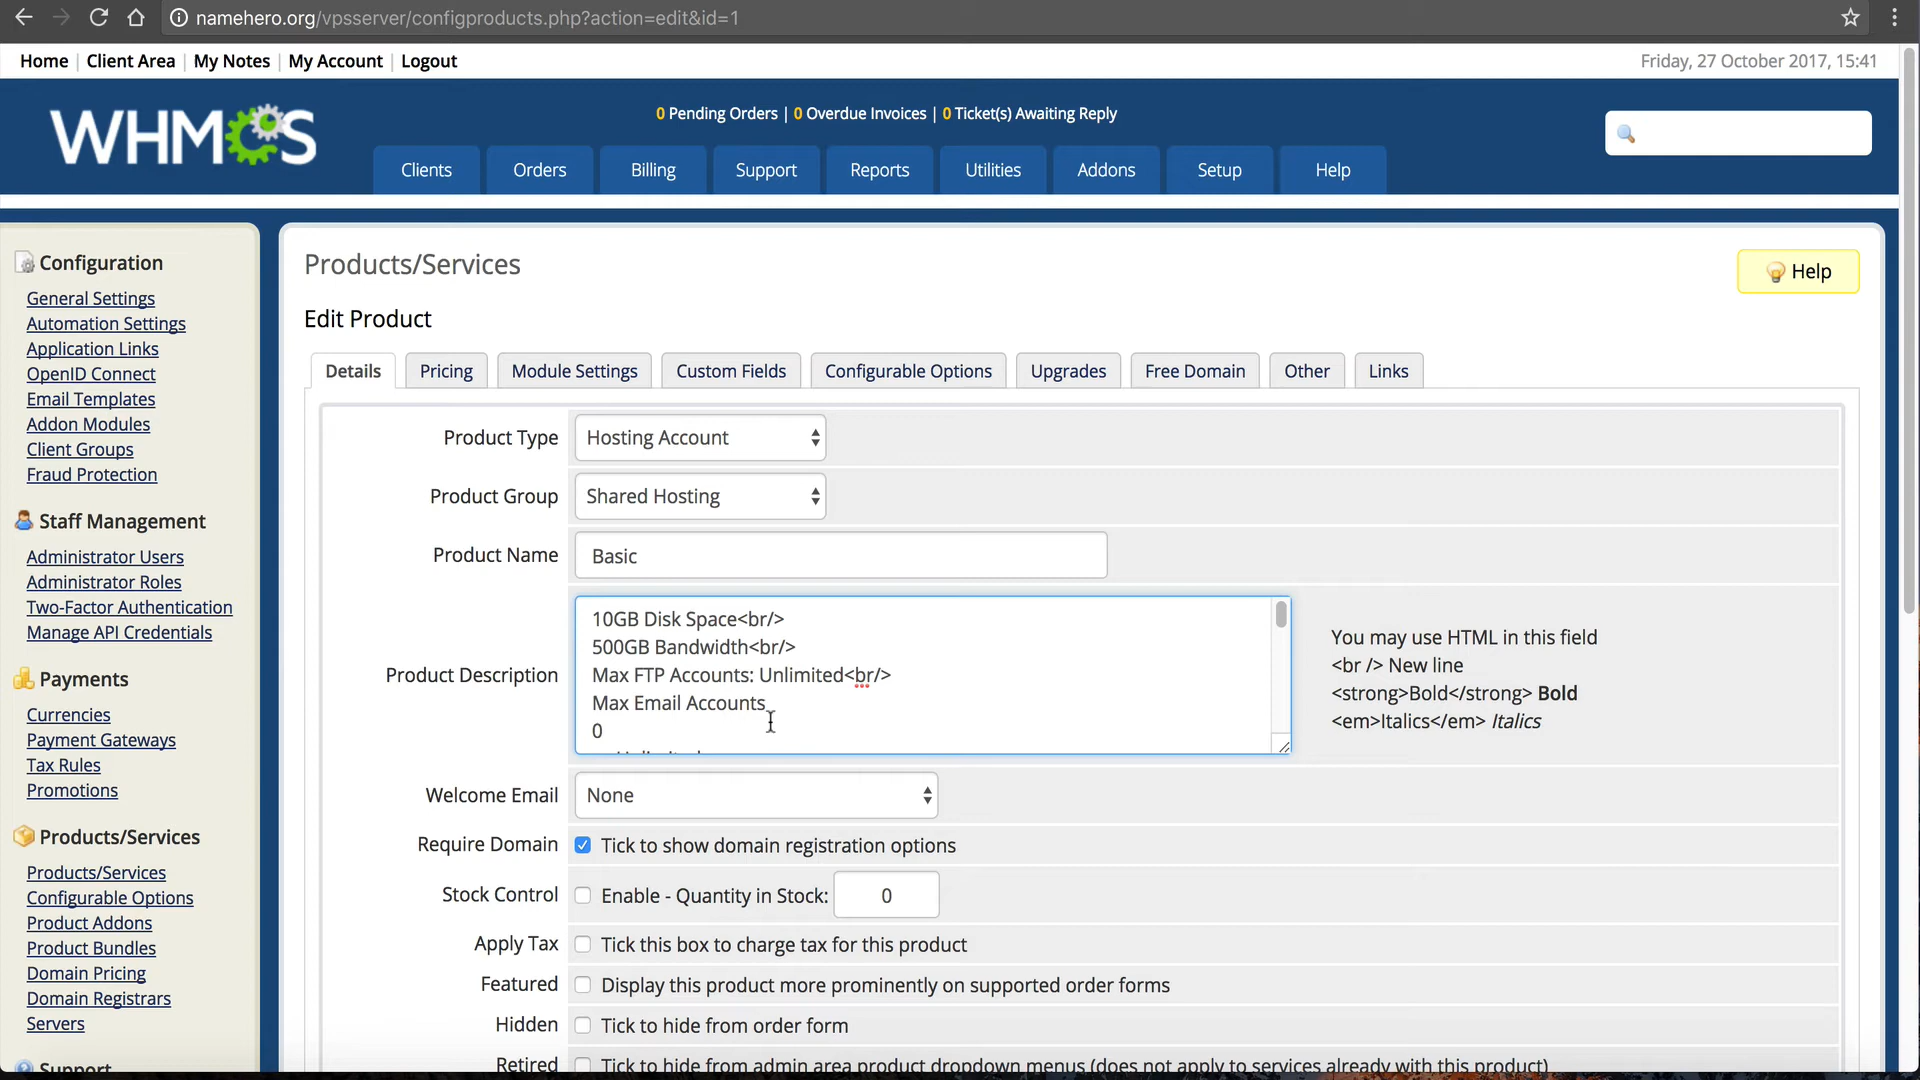 namehero.org/vpsserver/configproducts.php?action=edit&id=1
Home | Client Area | My Notes | My Account | Logout
Friday, 27 October 2017, 15:41
WHMCS
0 Pending Orders | 0 Overdue Invoices | 0 Ticket(s) Awaiting Reply
Clients Orders Billing Support Reports Utilities Addons Setup Help
Configuration
General Settings
Automation Settings
Application Links
OpenID Connect
Email Templates
Addon Modules
Client Groups
Fraud Protection
Staff Management
Administrator Users
Administrator Roles
Two-Factor Authentication
Manage API Credentials
Payments
Currencies
Payment Gateways
Tax Rules
Promotions
Products/Services
Products/Services
Configurable Options
Product Addons
Product Bundles
Domain Pricing
Domain Registrars
Servers
Support
Products/Services
Help
Edit Product
Details Pricing Module Settings Custom Fields Configurable Options Upgrades Free Domain Other Links
Product Type Hosting Account
Product Group Shared Hosting
Product Name Basic
Product Description
10GB Disk Space<br/>
500GB Bandwidth<br/>
Max FTP Accounts: Unlimited<br/>
Max Email Accounts
0
Unlimited
You may use HTML in this field
<br /> New line
<strong>Bold</strong> Bold
<em>Italics</em> Italics
Welcome Email None
Require Domain Tick to show domain registration options
Stock Control Enable - Quantity in Stock: 0
Apply Tax Tick this box to charge tax for this product
Featured Display this product more prominently on supported order forms
Hidden Tick to hide from order form
Retired Tick to hide from admin area product dropdown menus (does not apply to services already with this product)